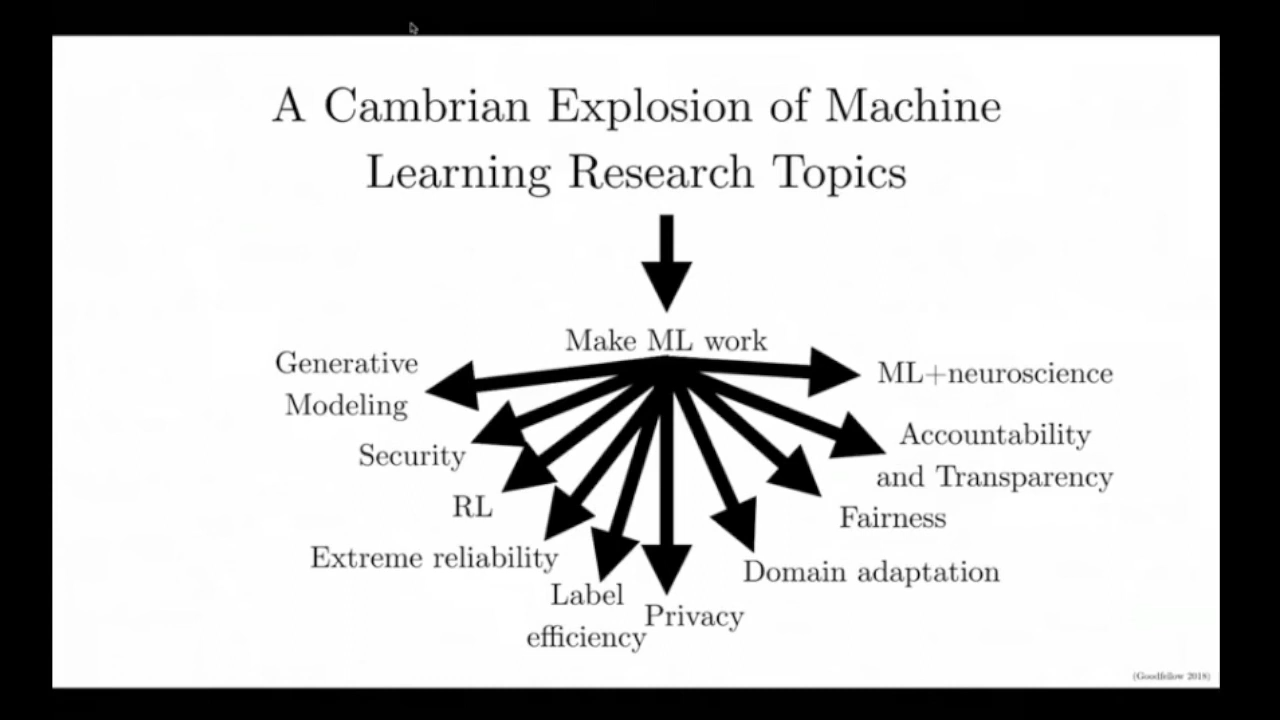 A Cambrian Explosion of Machine
Learning Research Topics
Make ML work
Generative
Modeling
Security
RL
Extreme reliability
Label
efficiency
Privacy
Domain adaptation
Fairness
Accountability
and Transparency
ML+neuroscience
(Goodfellow 2018)